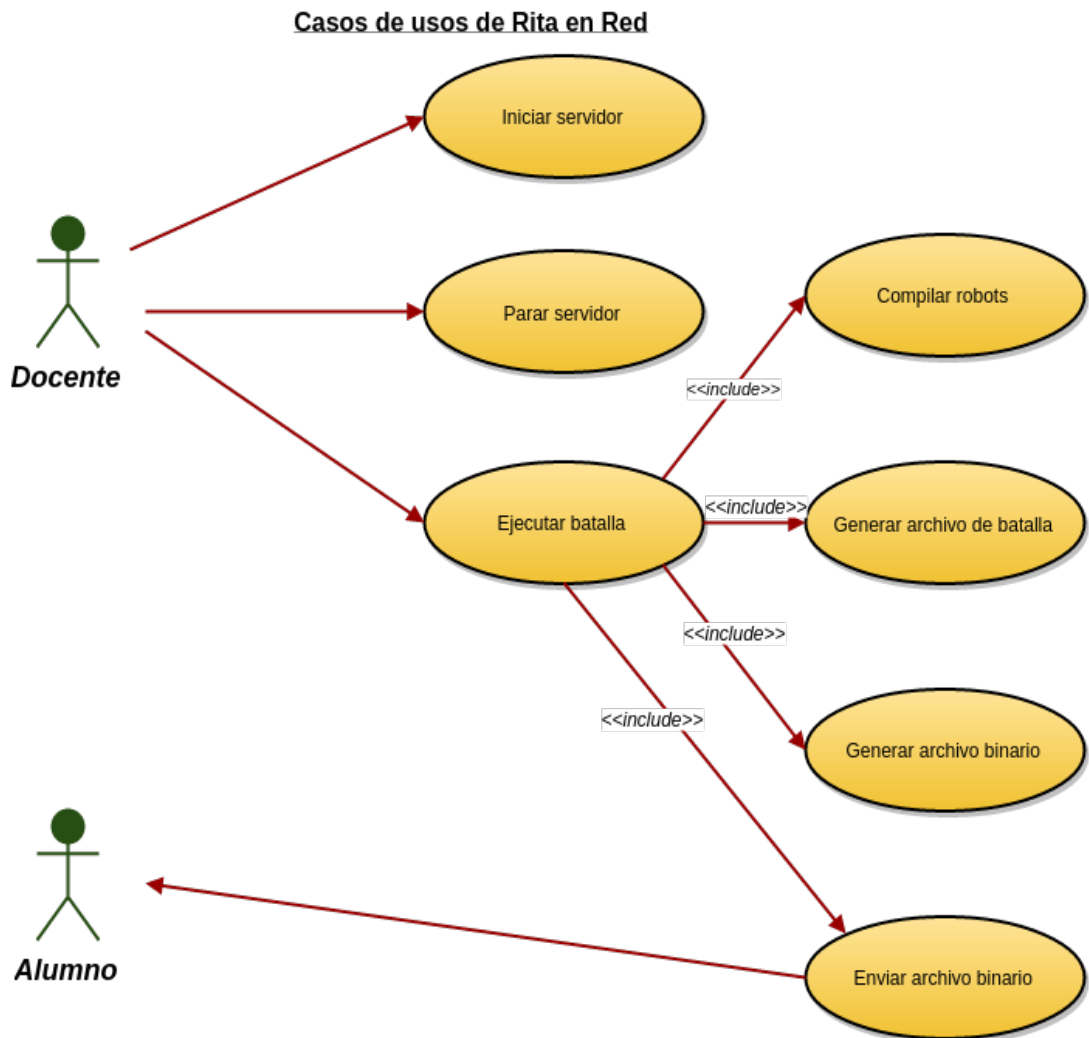 Casos de usos de Rita en Red
Iniciar servidor
Parar servidor
Compilar robots
Docente
<<include>>
Ejecutar batalla
<<include>>
Generar archivo de batalla
<<include>>
<<include>>
Generar archivo binario
Alumno
Enviar archivo binario